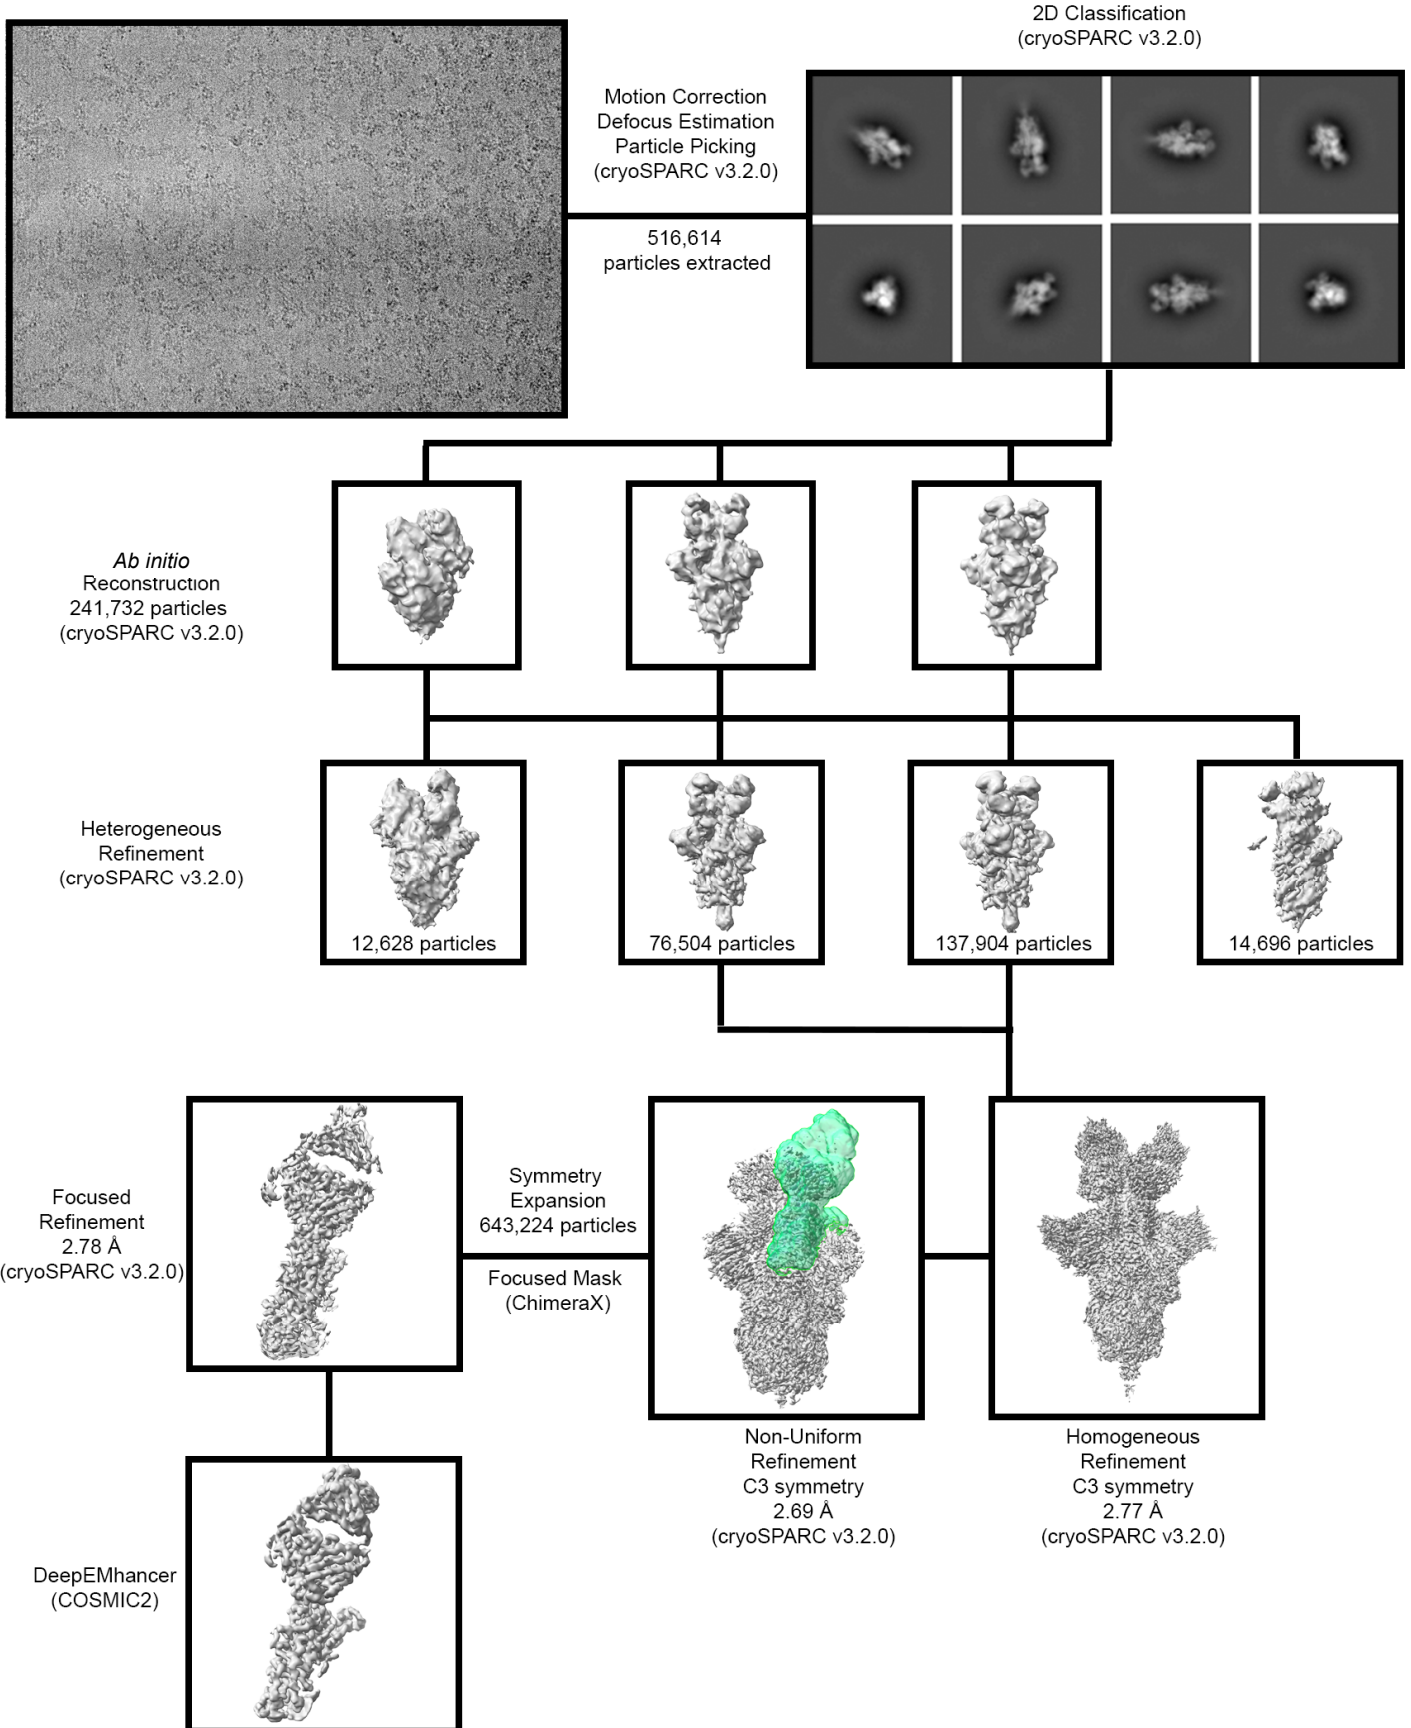 2D Classification
(cryoSPARC v3.2.0)
Motion Correction
Defocus Estimation
Particle Picking
(cryoSPARC v3.2.0)
516,614
particles extracted
Ab initio
Reconstruction
241,732 particles
(cryoSPARC v3.2.0)
Heterogeneous
Refinement
(cryoSPARC v3.2.0)
12,628 particles
76,504 particles
137,904 particles
14,696 particles
Focused
Refinement
2.78 Å
(cryoSPARC v3.2.0)
Symmetry
Expansion
643,224 particles
Focused Mask
(ChimeraX)
Non-Uniform
Refinement
C3 symmetry
2.69 Å
(cryoSPARC v3.2.0)
Homogeneous
Refinement
C3 symmetry
2.77 Å
(cryoSPARC v3.2.0)
DeepEMhancer
(COSMIC2)